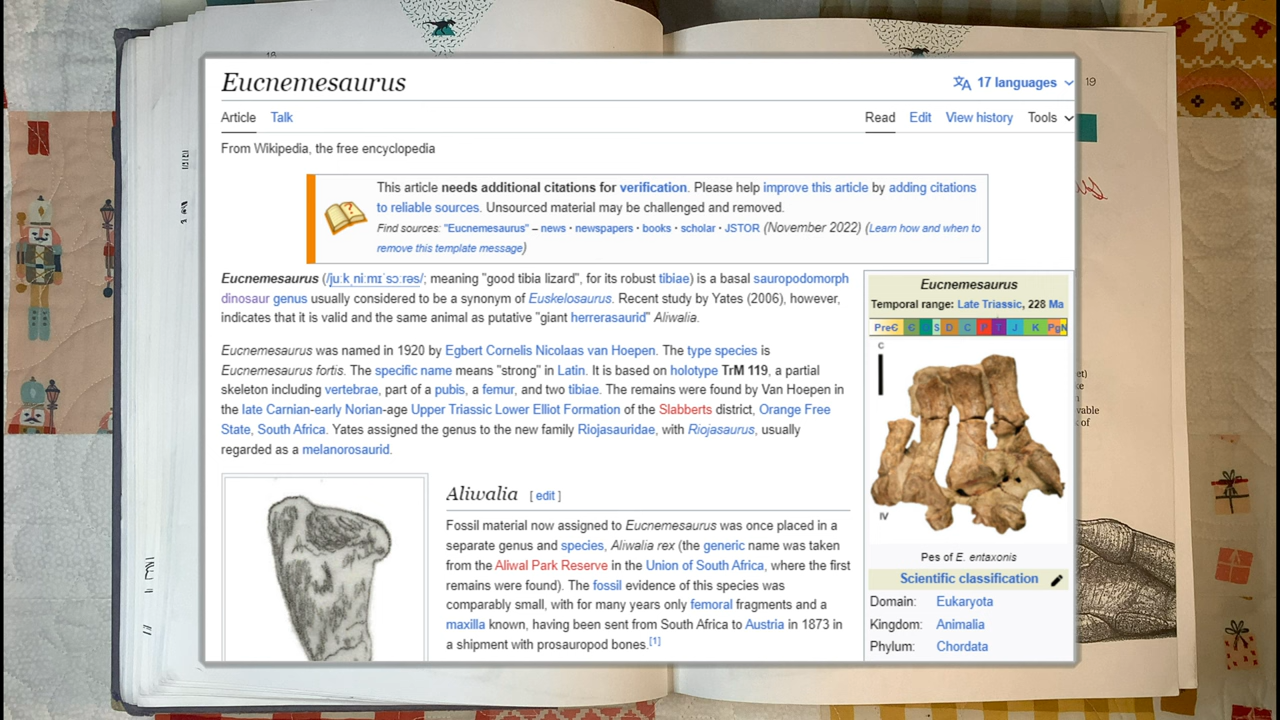 18
19
Eucnemesaurus
17 languages
Article Talk Read Edit View history Tools
From Wikipedia, the free encyclopedia
This article needs additional citations for verification. Please help improve this article by adding citations
to reliable sources. Unsourced material may be challenged and removed.
Find sources: "Eucnemesaurus" – news · newspapers · books · scholar · JSTOR (November 2022) (Learn how and when to
remove this template message)
Eucnemesaurus (/juːkˌniːmɪˈsɔːrəs/; meaning "good tibia lizard", for its robust tibiae) is a basal sauropodomorph
dinosaur genus usually considered to be a synonym of Euskelosaurus. Recent study by Yates (2006), however,
indicates that it is valid and the same animal as putative "giant herrerasaurid" Aliwalia.
Eucnemesaurus was named in 1920 by Egbert Cornelis Nicolaas van Hoepen. The type species is
Eucnemesaurus fortis. The specific name means "strong" in Latin. It is based on holotype TrM 119, a partial
skeleton including vertebrae, part of a pubis, a femur, and two tibiae. The remains were found by Van Hoepen in
the late Carnian-early Norian-age Upper Triassic Lower Elliot Formation of the Slabberts district, Orange Free
State, South Africa. Yates assigned the genus to the new family Riojasauridae, with Riojasaurus, usually
regarded as a melanorosaurid.
Aliwalia [ edit ]
Fossil material now assigned to Eucnemesaurus was once placed in a
separate genus and species, Aliwalia rex (the generic name was taken
from the Aliwal Park Reserve in the Union of South Africa, where the first
remains were found). The fossil evidence of this species was
comparably small, with for many years only femoral fragments and a
maxilla known, having been sent from South Africa to Austria in 1873 in
a shipment with prosauropod bones.[1]
Eucnemesaurus
Temporal range: Late Triassic, 228 Ma
PreЄ Є O S D C P T J K Pg N
C
IV
Pes of E. entaxonis
Scientific classification
Domain: Eukaryota
Kingdom: Animalia
Phylum: Chordata
et)
ke
vable
of